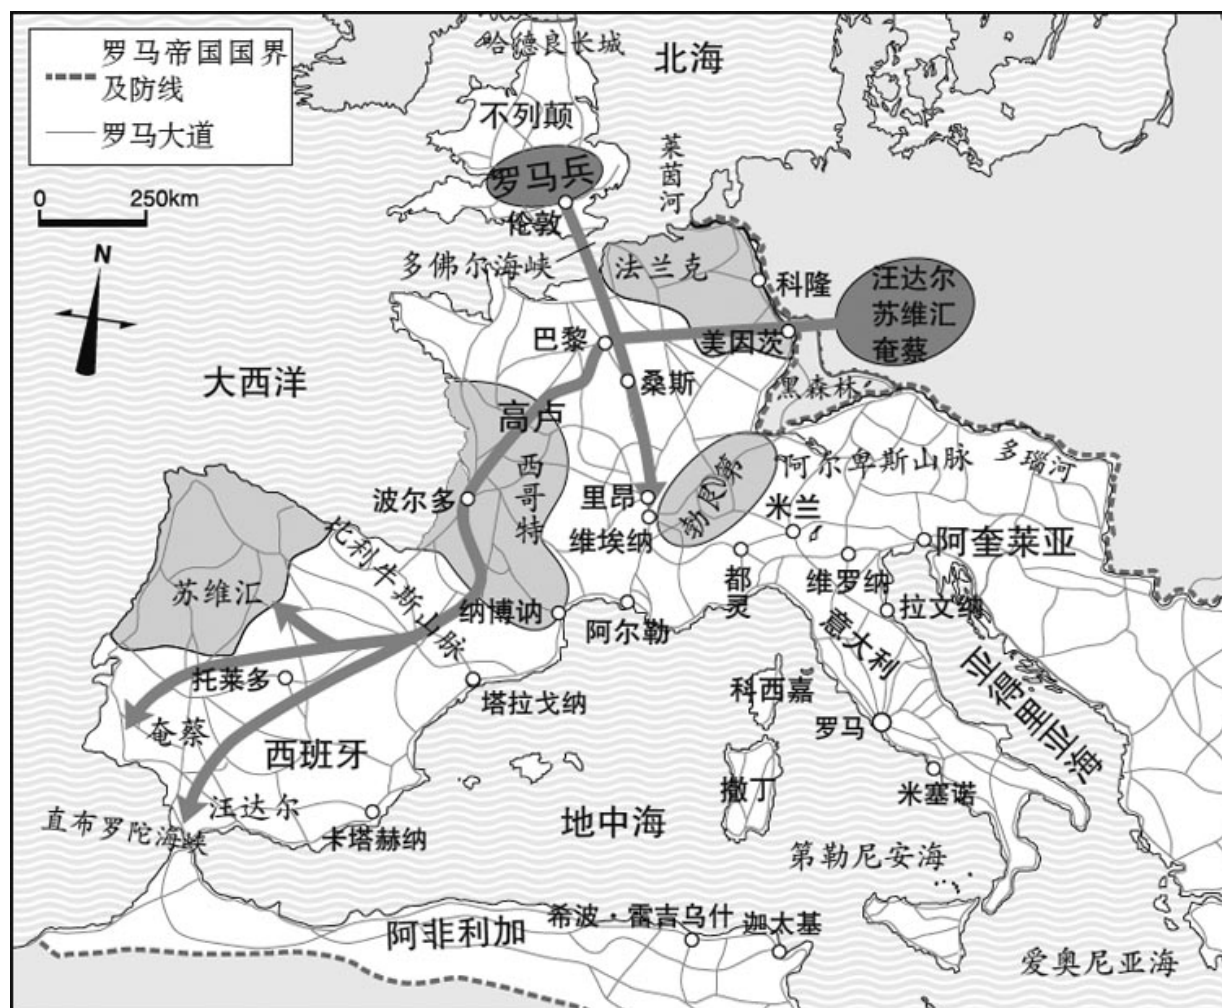 罗马帝国国界
及防线
罗马大道
0
250km
N
哈德良长城
北海
不列颠
罗马兵
莱茵河
伦敦
多佛尔海峡
法兰克
科隆
汪达尔
苏维汇
奄蔡
巴黎
美因茨
桑斯
黑森林
大西洋
高卢
西哥特
勃艮第
阿尔卑斯山脉
多瑙河
波尔多
里昂
维埃纳
米兰
阿奎莱亚
比利牛斯山脉
都灵
维罗纳
苏维汇
纳博讷
阿尔勒
拉文纳
意大利
亚得里亚海
托莱多
塔拉戈纳
科西嘉
奄蔡
西班牙
罗马
撒丁
米塞诺
汪达尔
直布罗陀海峡
卡塔赫纳
地中海
第勒尼安海
阿非利加
希波·雷吉乌什
迦太基
爱奥尼亚海